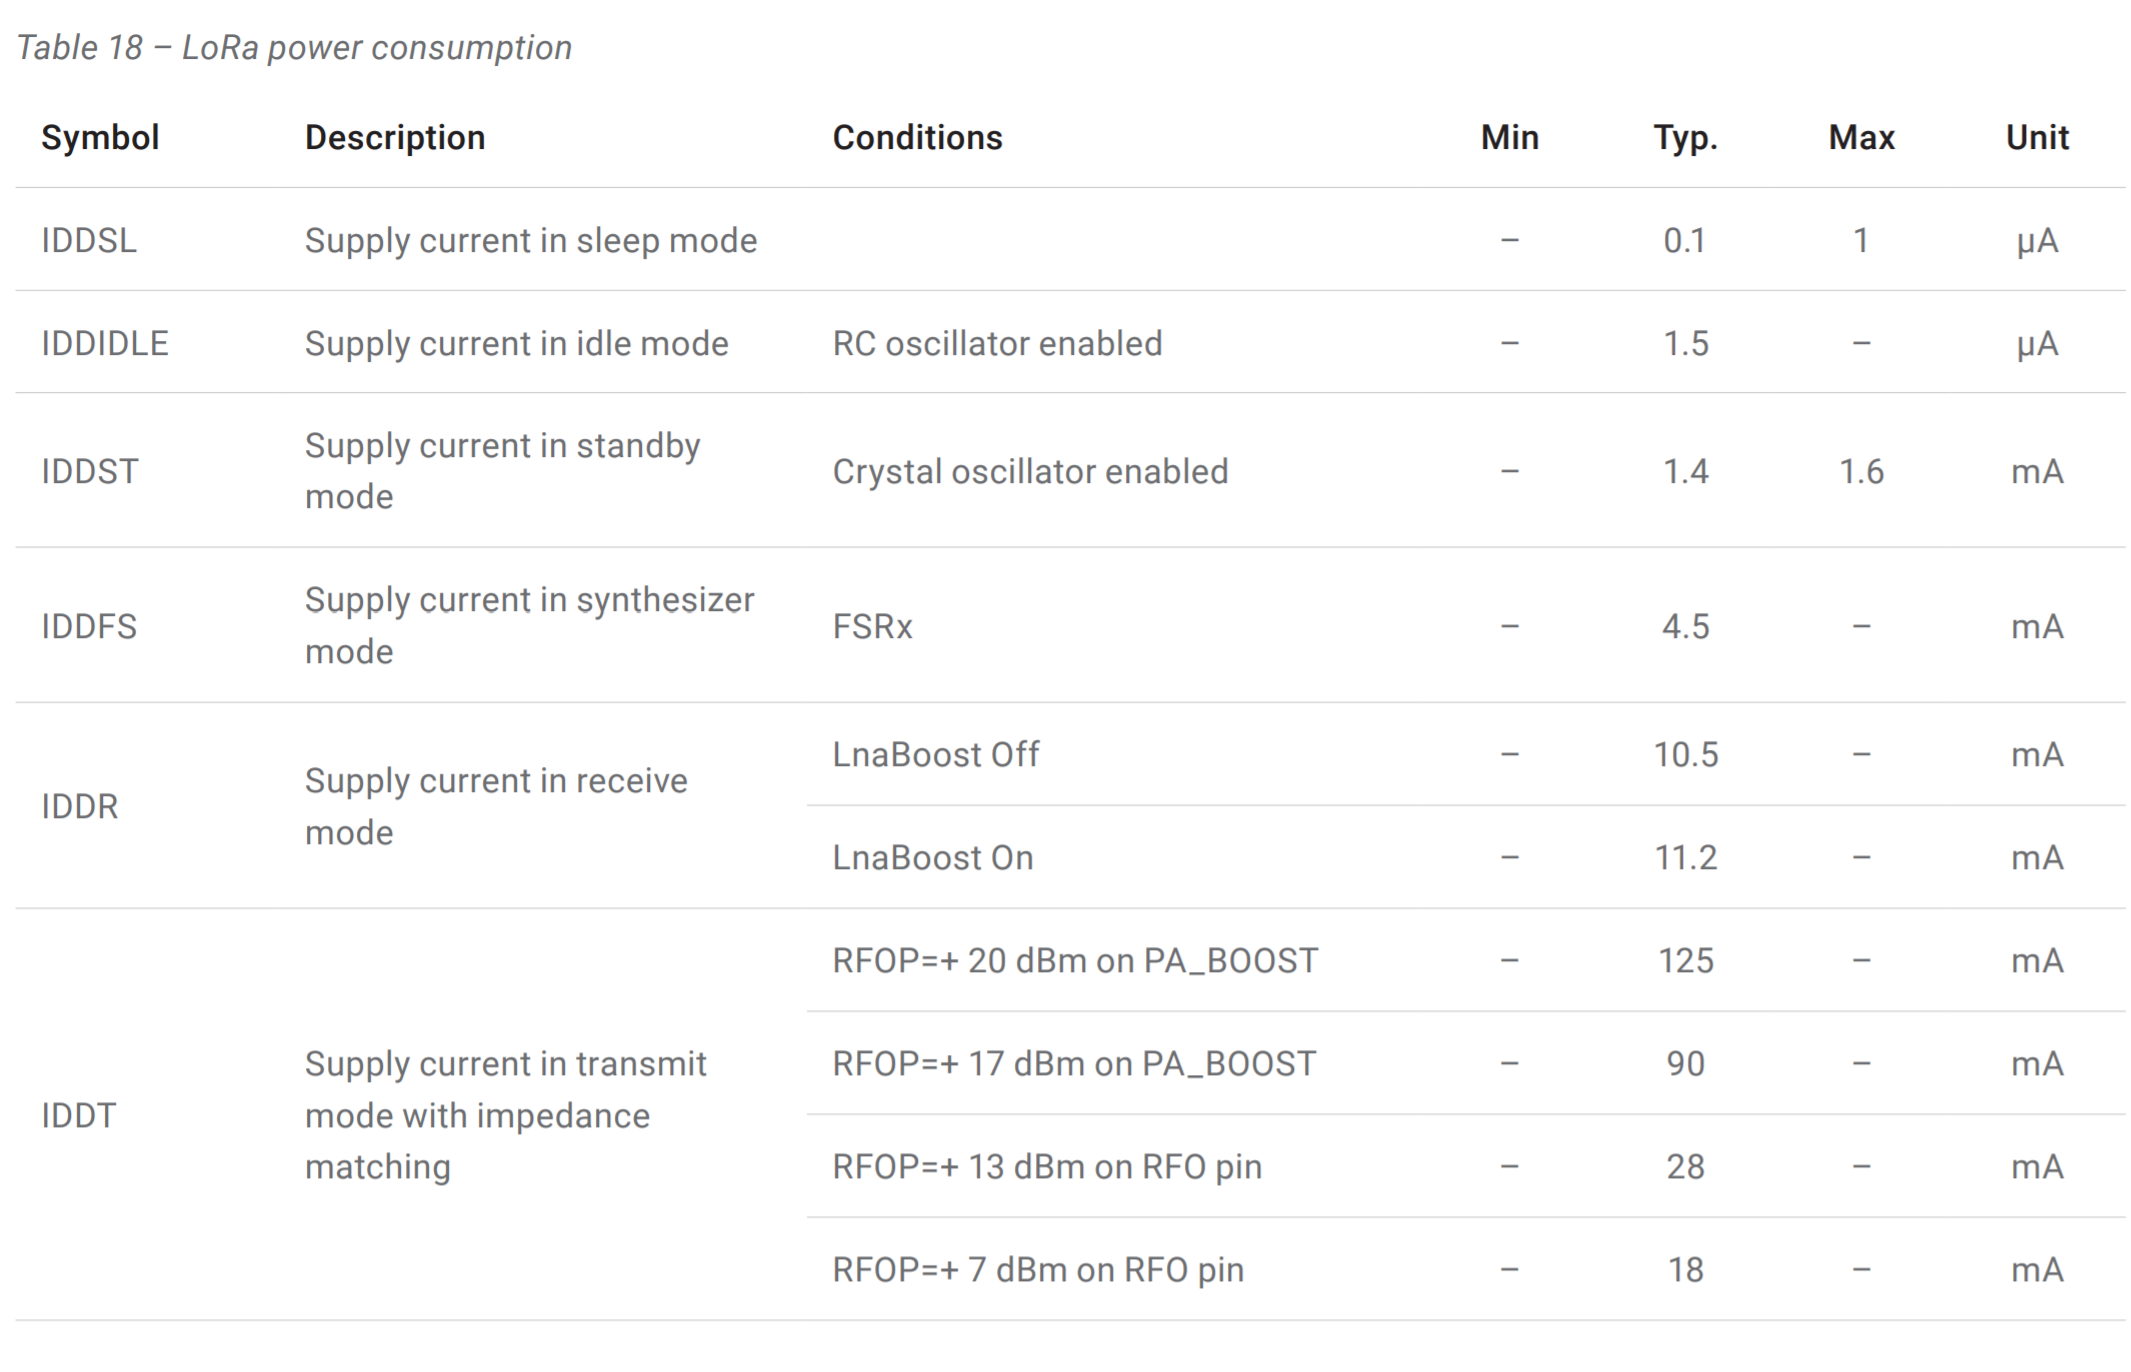 Table 18 – LoRa power consumption
Symbol Description Conditions Min Typ. Max Unit
IDDSL Supply current in sleep mode – 0.1 1 µA
IDDIDLE Supply current in idle mode RC oscillator enabled – 1.5 – µA
IDDST Supply current in standby
mode Crystal oscillator enabled – 1.4 1.6 mA
IDDFS Supply current in synthesizer
mode FSRx – 4.5 – mA
IDDR Supply current in receive
mode LnaBoost Off – 10.5 – mA
LnaBoost On – 11.2 – mA
IDDT Supply current in transmit
mode with impedance
matching RFOP=+ 20 dBm on PA_BOOST – 125 – mA
RFOP=+ 17 dBm on PA_BOOST – 90 – mA
RFOP=+ 13 dBm on RFO pin – 28 – mA
RFOP=+ 7 dBm on RFO pin – 18 – mA